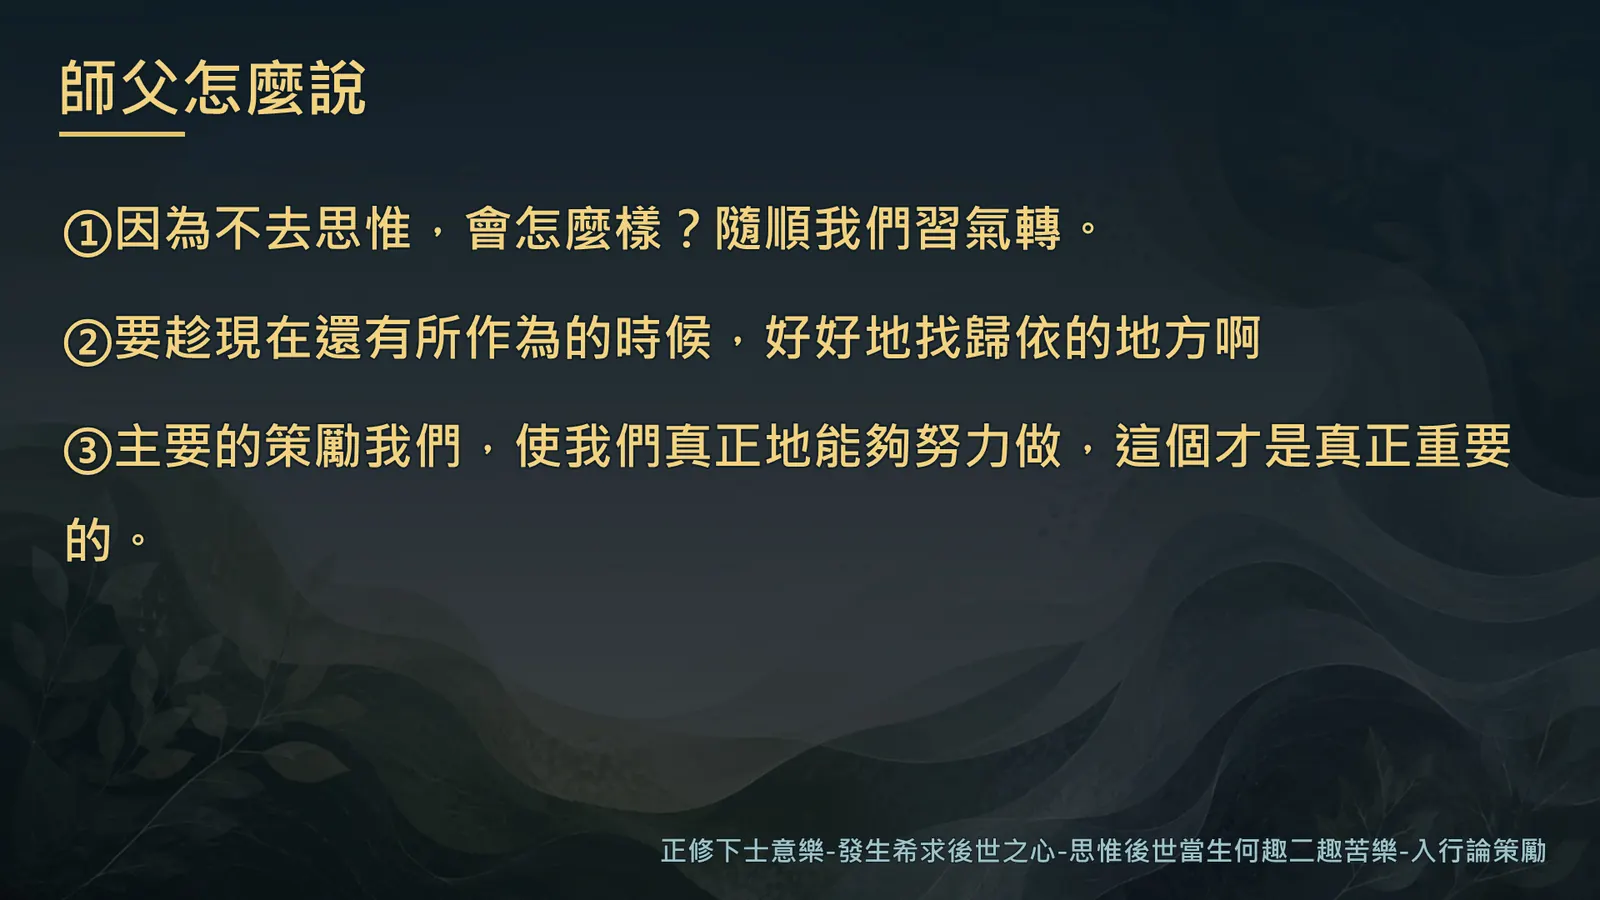 師父怎麼說
①因為不去思惟，會怎麼樣？隨順我們習氣轉。
②要趁現在還有所作為的時候，好好地找歸依的地方啊
③主要的策勵我們，使我們真正地能夠努力做，這個才是真正重要
的。
正修下士意樂-發生希求後世之心-思惟後世當生何趣二趣苦樂-入行論策勵